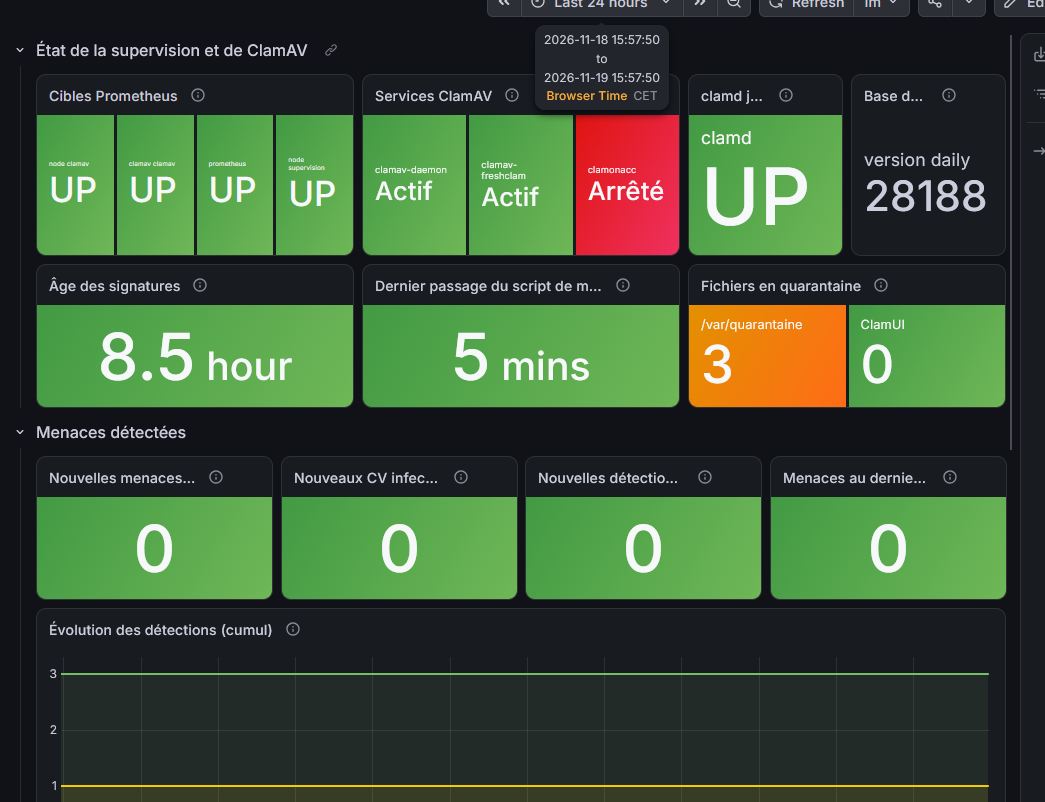 Last 24 hours
Refresh
1m
Ed
2026-11-18 15:57:50
to
2026-11-19 15:57:50
Browser Time CET
État de la supervision et de ClamAV
Cibles Prometheus
node clamav
UP
clamav clamav
UP
prometheus
UP
node
supervision
UP
Services ClamAV
clamav-daemon
Actif
clamav-
freshclam
Actif
clamonacc
Arrêté
clamd j...
clamd
UP
Base d...
version daily
28188
Âge des signatures
8.5 hour
Dernier passage du script de m...
5 mins
Fichiers en quarantaine
/var/quarantaine
3
ClamUI
0
Menaces détectées
Nouvelles menaces...
0
Nouveaux CV infec...
0
Nouvelles détectio...
0
Menaces au dernie...
0
Évolution des détections (cumul)
3
2
1